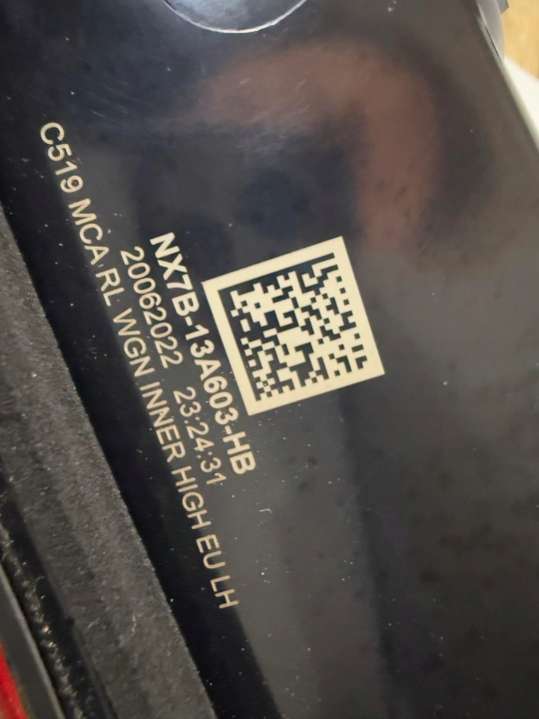 NX7B-13A603-HB
20062022 23:24:31
C519 MCA RL WGN INNER HIGH EU LH